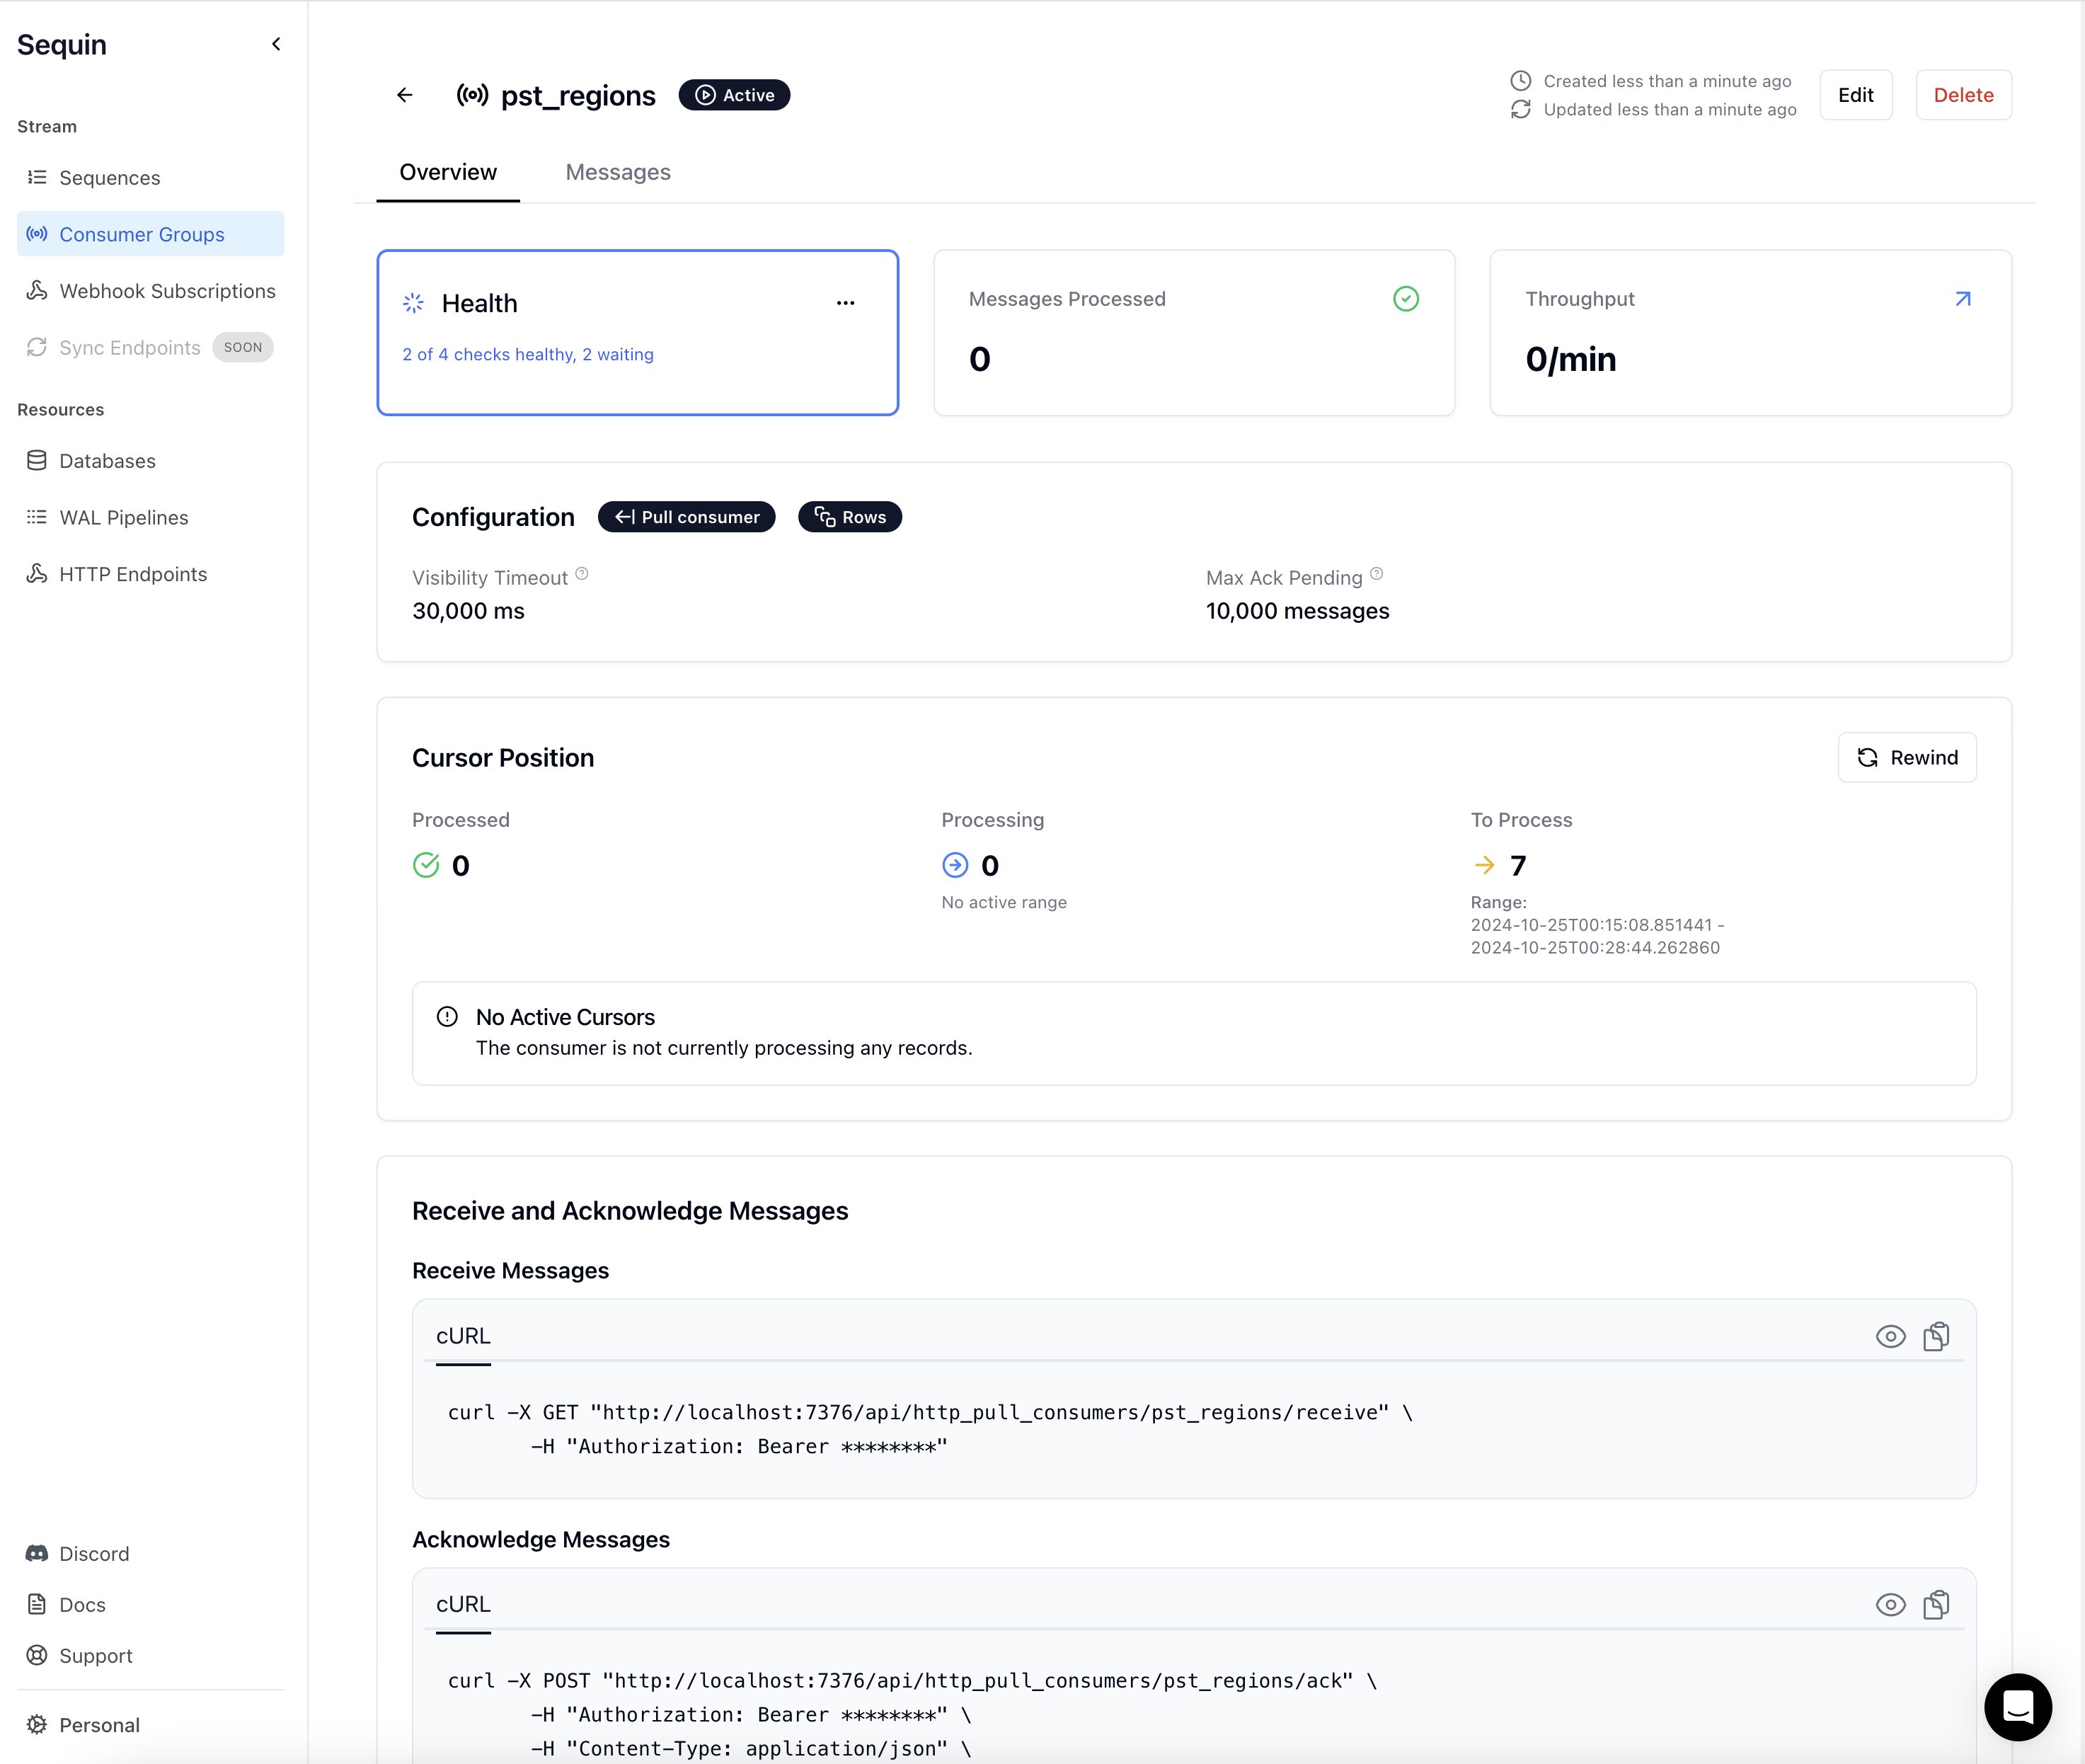 Sequin
Stream
Sequences
Consumer Groups
Webhook Subscriptions
Sync Endpoints SOON
Resources
Databases
WAL Pipelines
HTTP Endpoints
Discord
Docs
Support
Personal
pst_regions Active
Created less than a minute ago
Updated less than a minute ago
Edit
Delete
Overview Messages
Health
2 of 4 checks healthy, 2 waiting
Messages Processed
0
Throughput
0/min
Configuration Pull consumer Rows
Visibility Timeout
30,000 ms
Max Ack Pending
10,000 messages
Cursor Position
Rewind
Processed
0
Processing
0
No active range
To Process
7
Range:
2024-10-25T00:15:08.851441 -
2024-10-25T00:28:44.262860
No Active Cursors
The consumer is not currently processing any records.
Receive and Acknowledge Messages
Receive Messages
cURL
curl -X GET "http://localhost:7376/api/http_pull_consumers/pst_regions/receive" \
-H "Authorization: Bearer ********"
Acknowledge Messages
cURL
curl -X POST "http://localhost:7376/api/http_pull_consumers/pst_regions/ack" \
-H "Authorization: Bearer ********" \
-H "Content-Type: application/json" \